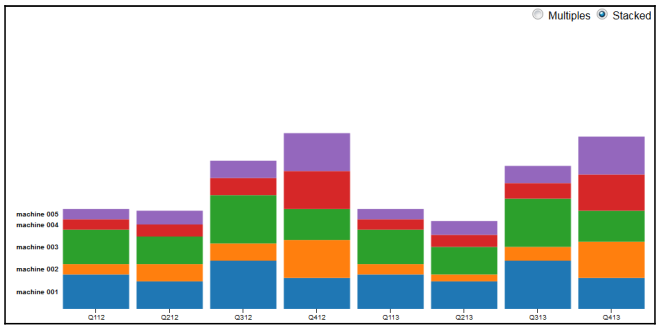 Multiples Stacked
machine 005
machine 004
machine 003
machine 002
machine 001
Q112 Q212 Q312 Q412 Q113 Q213 Q313 Q413